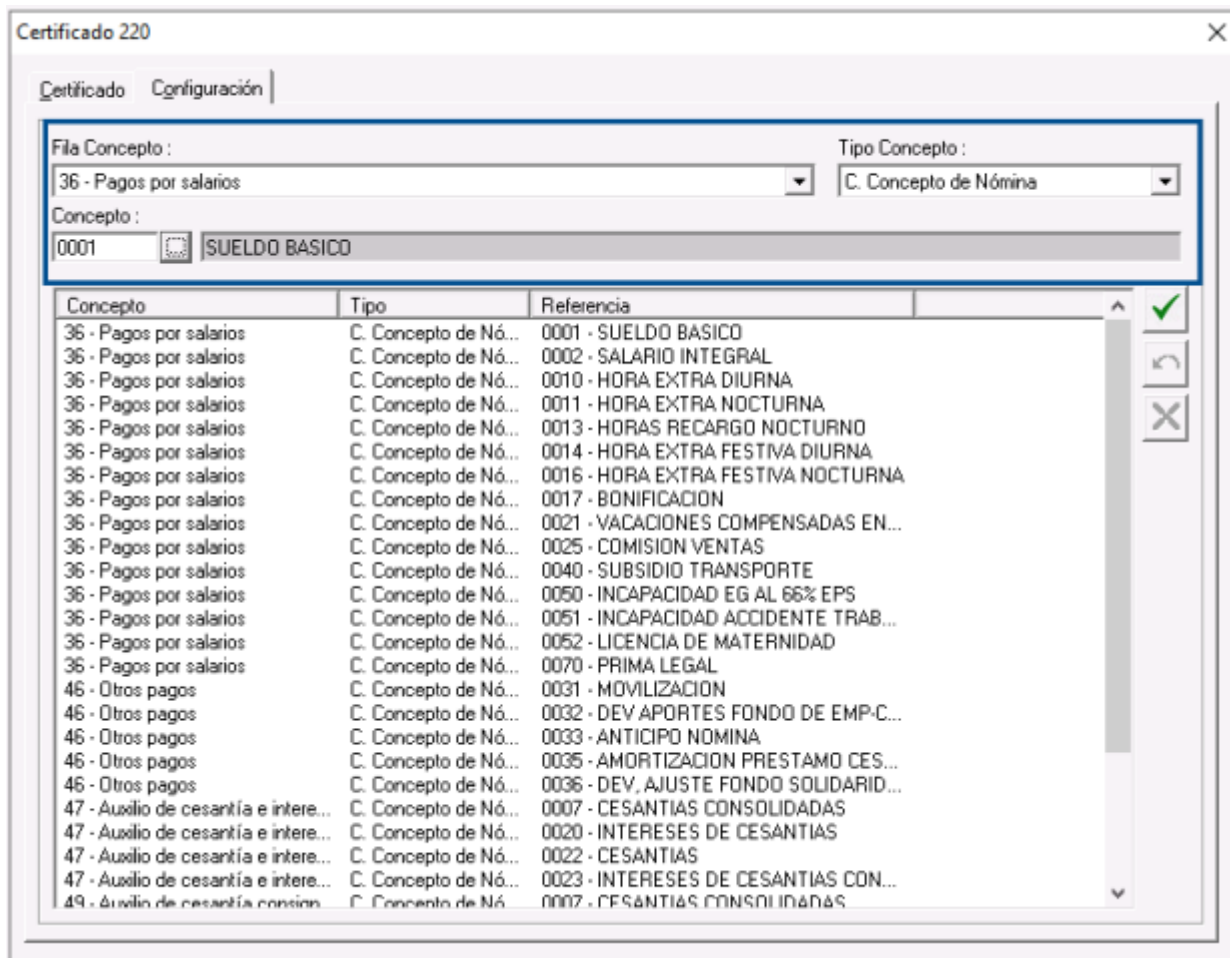 Certificado 220
Certificado Configuración
Fila Concepto : Tipo Concepto :
36 - Pagos por salarios C. Concepto de Nómina
Concepto :
0001 SUELDO BASICO
Concepto Tipo Referencia
36 - Pagos por salarios C. Concepto de Nó... 0001 - SUELDO BASICO
36 - Pagos por salarios C. Concepto de Nó... 0002 - SALARIO INTEGRAL
36 - Pagos por salarios C. Concepto de Nó... 0010 - HORA EXTRA DIURNA
36 - Pagos por salarios C. Concepto de Nó... 0011 - HORA EXTRA NOCTURNA
36 - Pagos por salarios C. Concepto de Nó... 0013 - HORAS RECARGO NOCTURNO
36 - Pagos por salarios C. Concepto de Nó... 0014 - HORA EXTRA FESTIVA DIURNA
36 - Pagos por salarios C. Concepto de Nó... 0016 - HORA EXTRA FESTIVA NOCTURNA
36 - Pagos por salarios C. Concepto de Nó... 0017 - BONIFICACION
36 - Pagos por salarios C. Concepto de Nó... 0021 - VACACIONES COMPENSADAS EN...
36 - Pagos por salarios C. Concepto de Nó... 0025 - COMISION VENTAS
36 - Pagos por salarios C. Concepto de Nó... 0040 - SUBSIDIO TRANSPORTE
36 - Pagos por salarios C. Concepto de Nó... 0050 - INCAPACIDAD EG AL 66% EPS
36 - Pagos por salarios C. Concepto de Nó... 0051 - INCAPACIDAD ACCIDENTE TRAB...
36 - Pagos por salarios C. Concepto de Nó... 0052 - LICENCIA DE MATERNIDAD
36 - Pagos por salarios C. Concepto de Nó... 0070 - PRIMA LEGAL
46 - Otros pagos C. Concepto de Nó... 0031 - MOVILIZACION
46 - Otros pagos C. Concepto de Nó... 0032 - DEV APORTES FONDO DE EMP-C...
46 - Otros pagos C. Concepto de Nó... 0033 - ANTICIPO NOMINA
46 - Otros pagos C. Concepto de Nó... 0035 - AMORTIZACION PRESTAMO CES...
46 - Otros pagos C. Concepto de Nó... 0036 - DEV, AJUSTE FONDO SOLIDARID...
47 - Auxilio de cesantía e intere... C. Concepto de Nó... 0007 - CESANTIAS CONSOLIDADAS
47 - Auxilio de cesantía e intere... C. Concepto de Nó... 0020 - INTERESES DE CESANTIAS
47 - Auxilio de cesantía e intere... C. Concepto de Nó... 0022 - CESANTIAS
47 - Auxilio de cesantía e intere... C. Concepto de Nó... 0023 - INTERESES DE CESANTIAS CON...
49 - Auxilio de cesantía consign... C. Concepto de Nó... 0007 - CESANTIAS CONSOLIDADAS